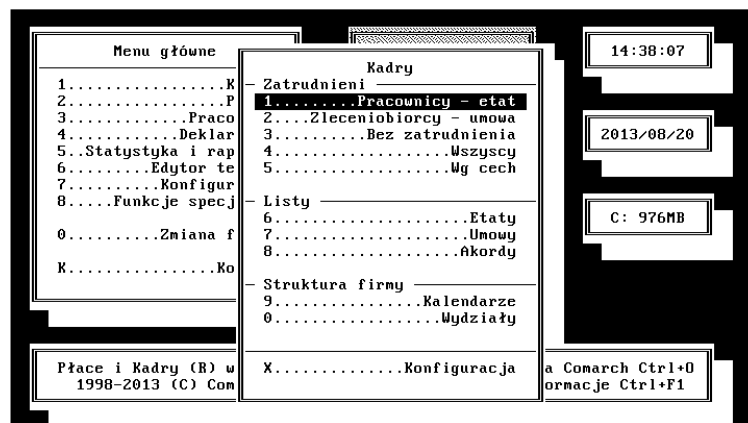 Menu główne
1.................K
2.................P
3.............Praco
4............Deklar
5..Statystyka i rap
6.........Edytor te
7..........Konfigur
8.....Funkcje specj
0..........Zmiana f
K................Ko
Kadry
Zatrudnieni
1.........Pracownicy - etat
2....Zleceniobiorcy - umowa
3...........Bez zatrudnienia
4....................Wszyscy
5....................Wg cech
Listy
6......................Etaty
7......................Umowy
8.....................Akordy
Struktura firmy
9.................Kalendarze
0...................Wydziały
X..............Konfiguracja
14:38:07
2013/08/20
C: 976MB
Płace i Kadry (R) w
1998-2013 (C) Com
a Comarch Ctrl+O
ormacje Ctrl+F1